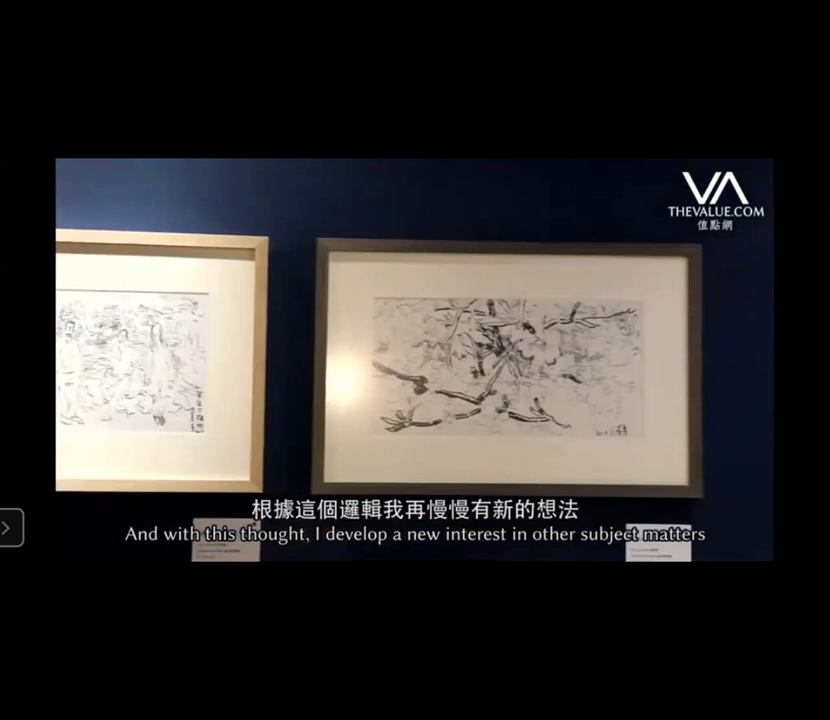 VA
THEVALUE.COM
值點網
根據這個邏輯我再慢慢有新的想法
And with this thought, I develop a new interest in other subject matters